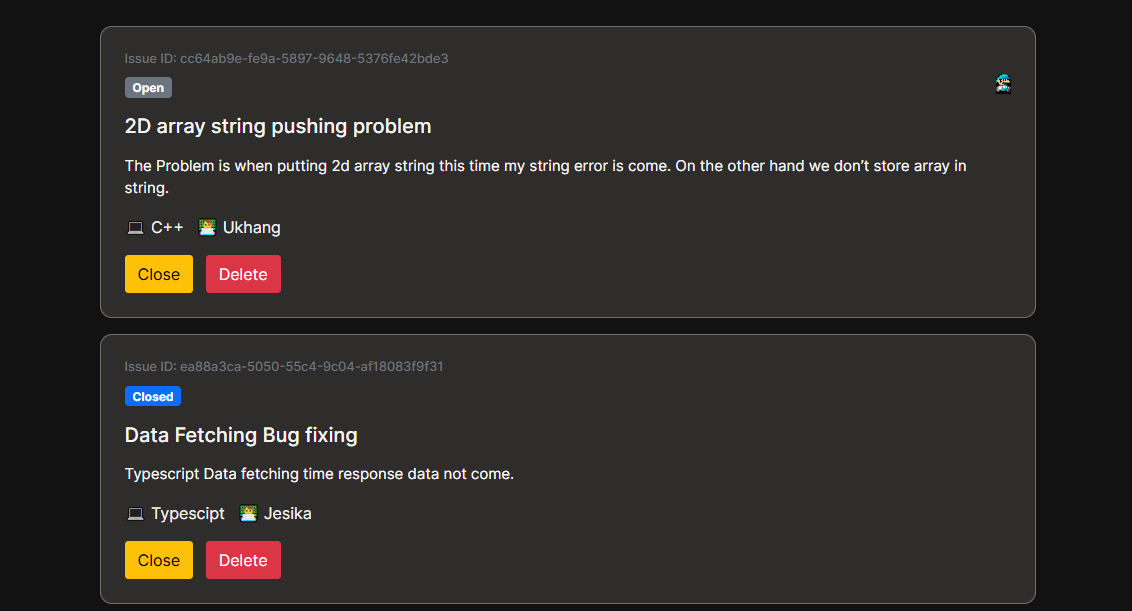 Issue ID: cc64ab9e-fe9a-5897-9648-5376fe42bde3
Open
2D array string pushing problem
The Problem is when putting 2d array string this time my string error is come. On the other hand we don’t store array in
string.
C++ Ukhang
Close Delete
Issue ID: ea88a3ca-5050-55c4-9c04-af18083f9f31
Closed
Data Fetching Bug fixing
Typescript Data fetching time response data not come.
Typescipt Jesika
Close Delete